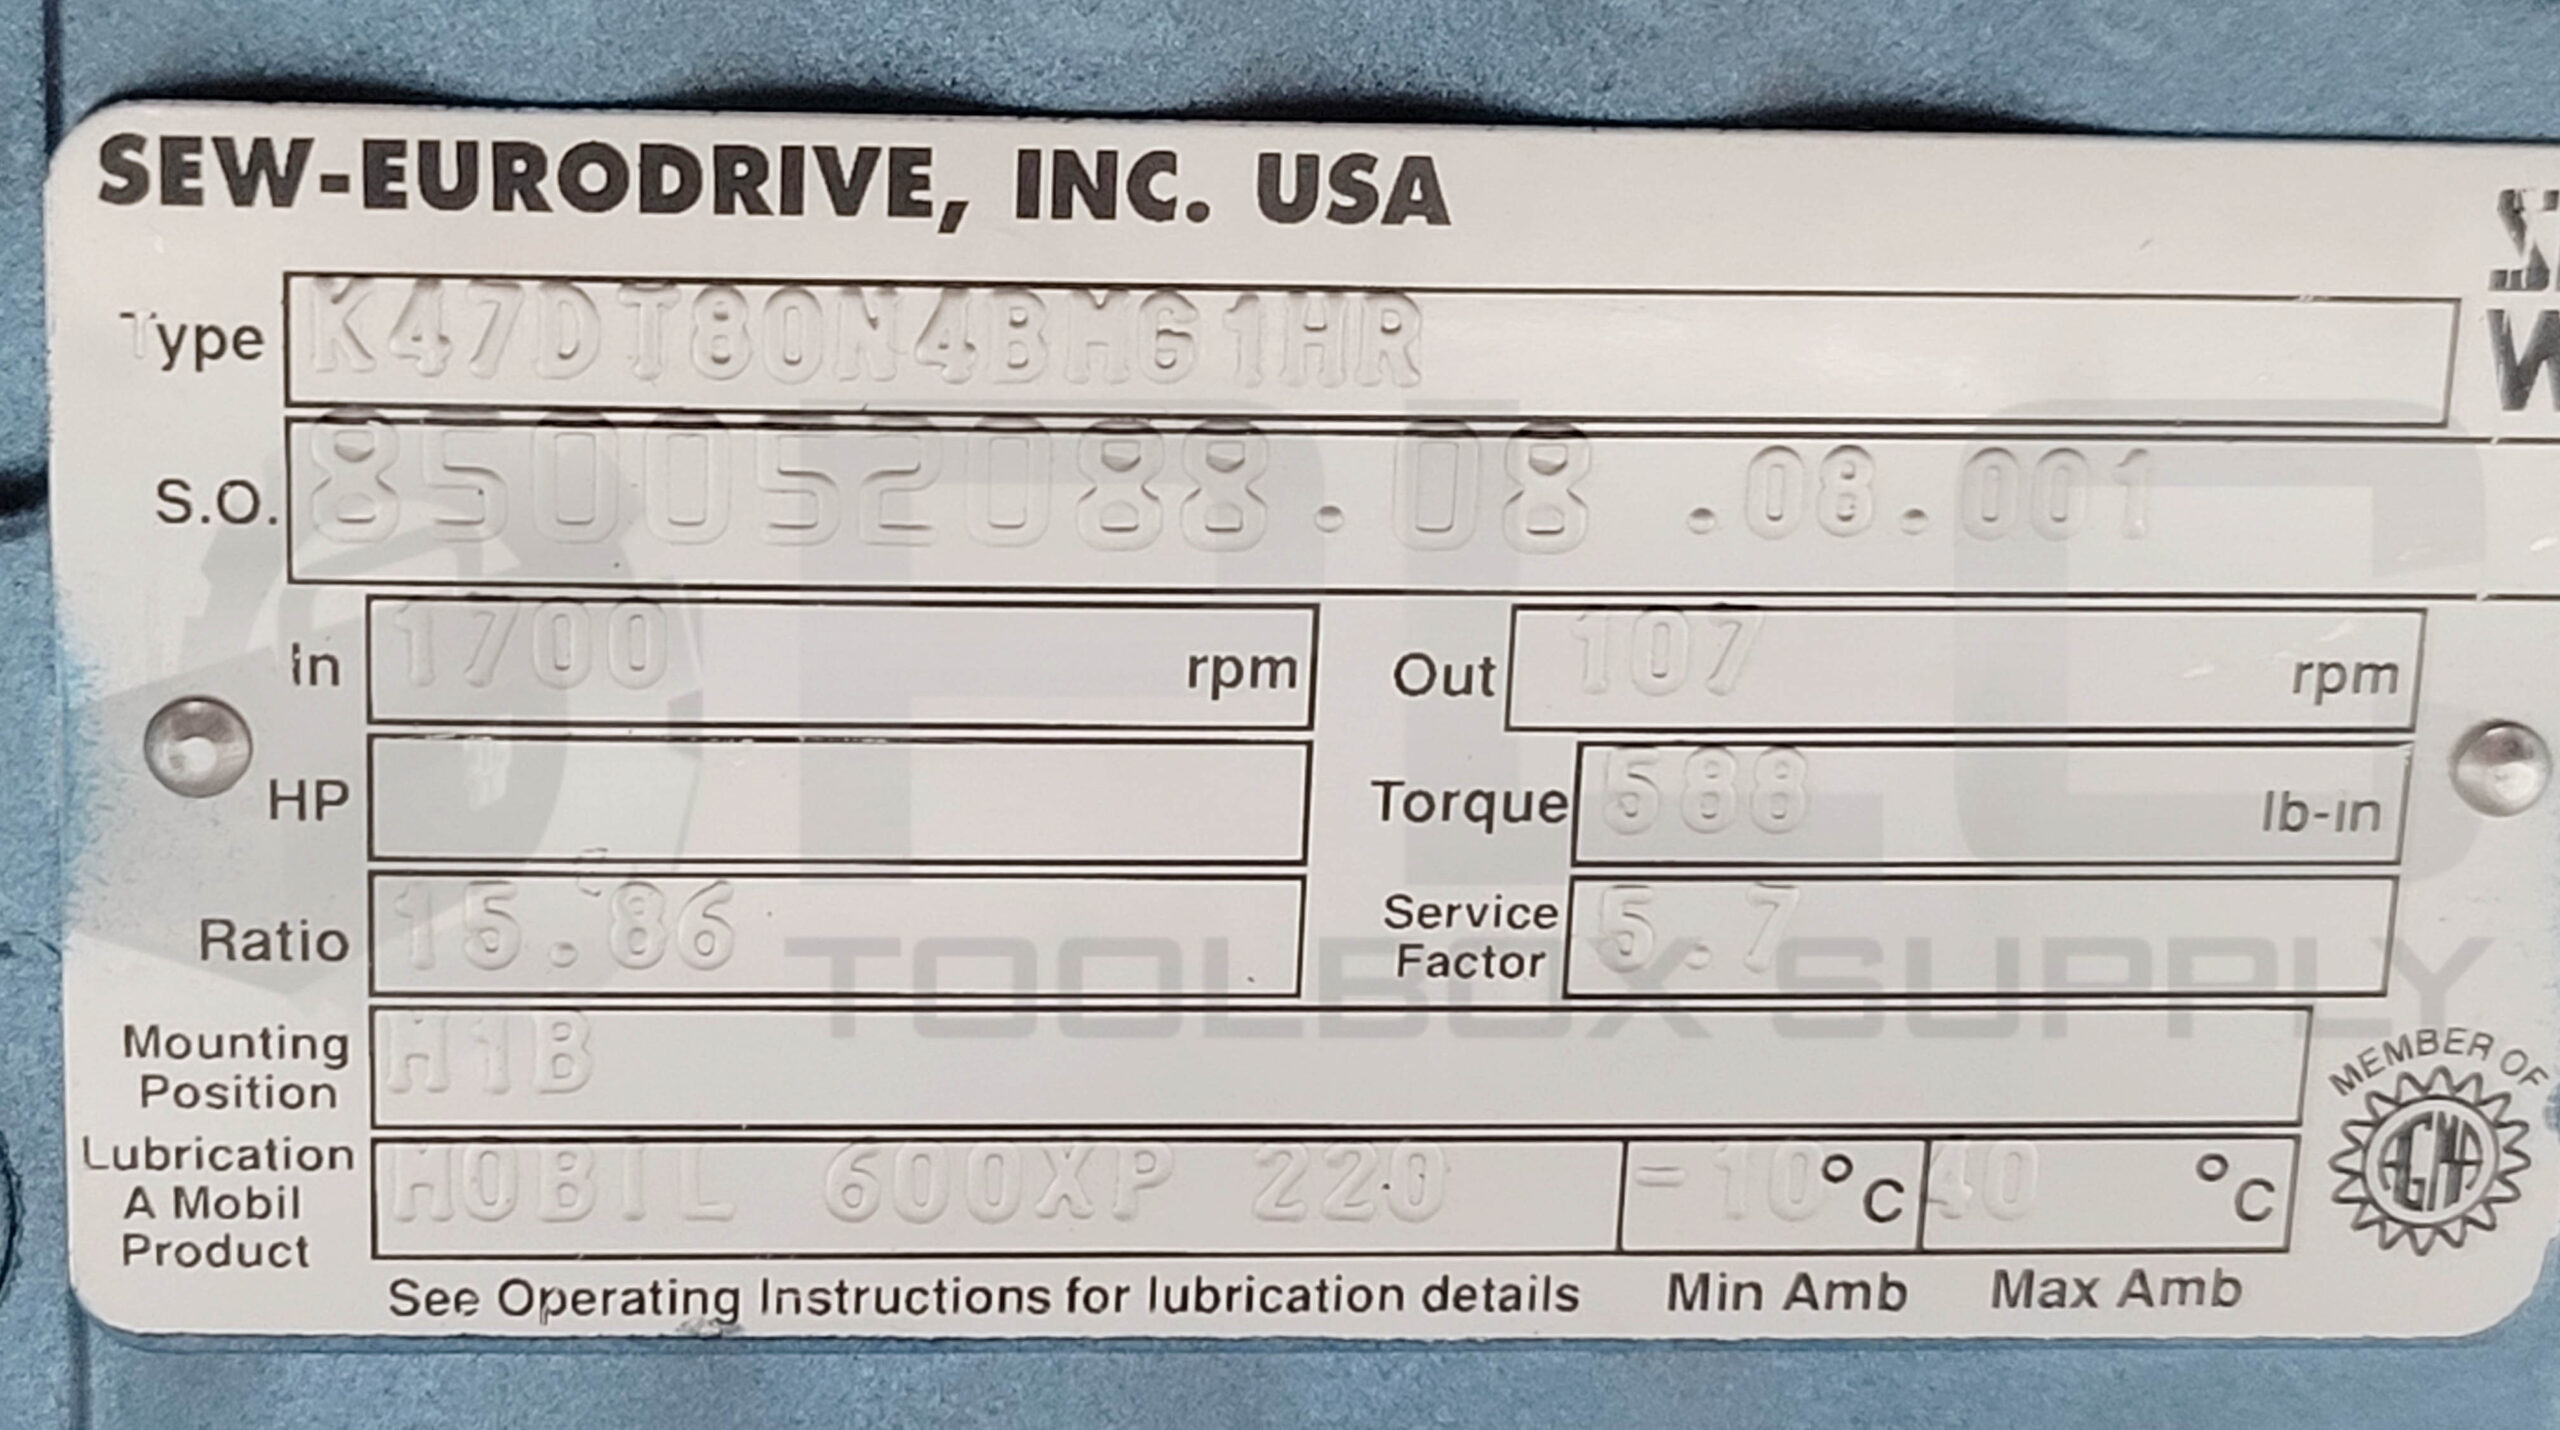 SEW-EURODRIVE, INC. USA
Type K47DT80N4BMG1HR
S.O. 850052088.08 .08.001
In 1700 rpm Out 107 rpm
HP Torque 588 lb-in
Ratio 15.86 Service Factor 5.7
Mounting Position H1B
Lubrication A Mobil Product MOBIL 600XP 220 -10 °C 40 °C
See Operating Instructions for lubrication details Min Amb Max Amb
MEMBER OF
AGMA
PLC
TOOLBOX SUPPLY